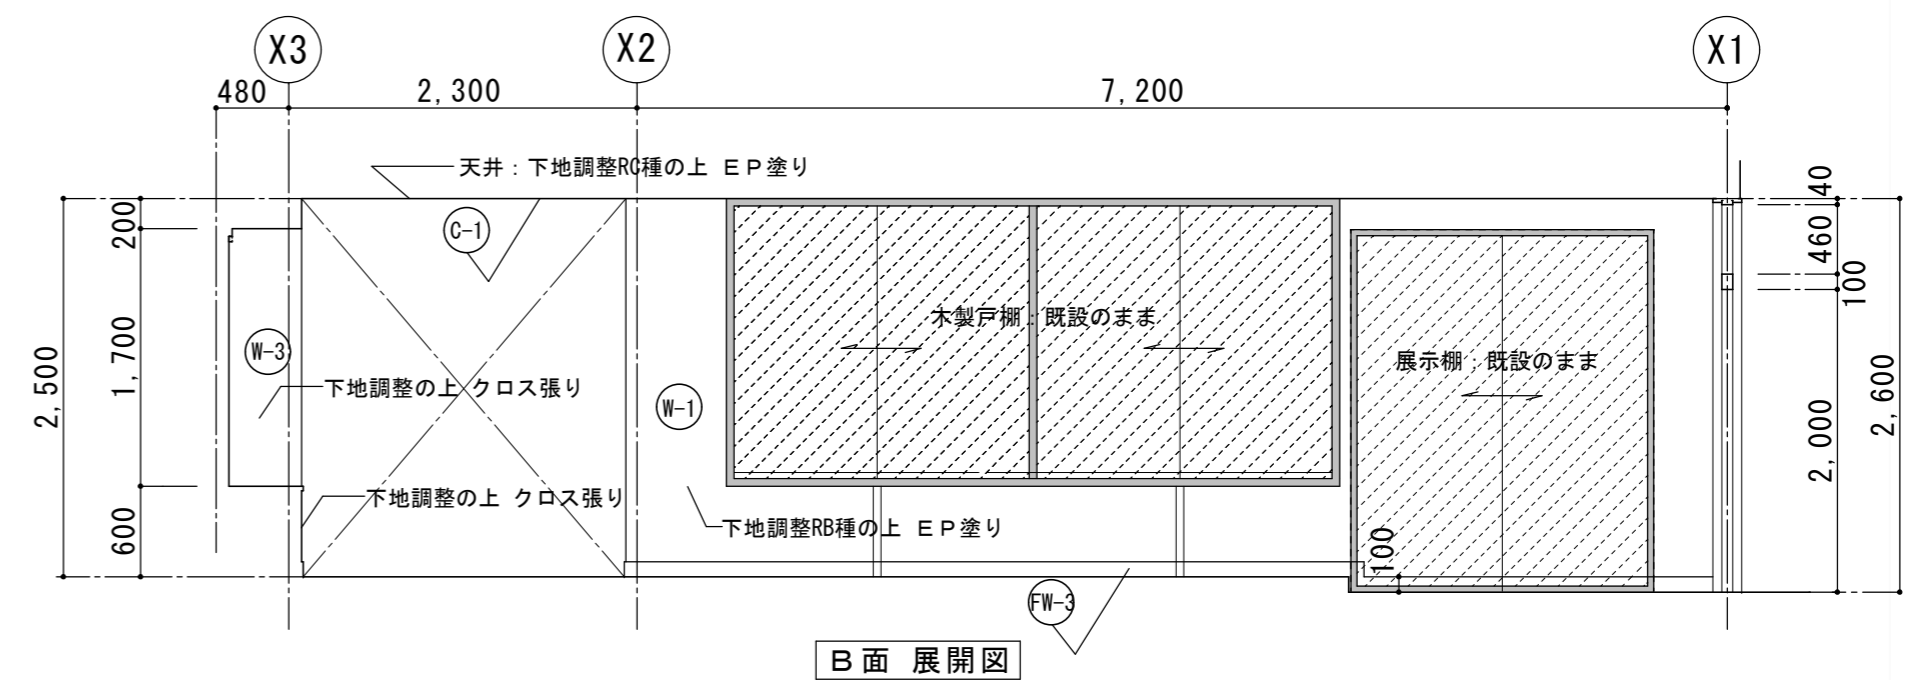 X3
X2
X1
480
2,300
7,200
天井：下地調整RC種の上 ＥＰ塗り
40
200
C-1
460
100
木製戸棚：既設のまま
W-3
1,700
2,500
展示棚：既設のまま
下地調整の上 クロス張り
W-1
2,600
2,000
下地調整の上 クロス張り
下地調整RB種の上 ＥＰ塗り
600
100
FW-3
Ｂ面 展開図